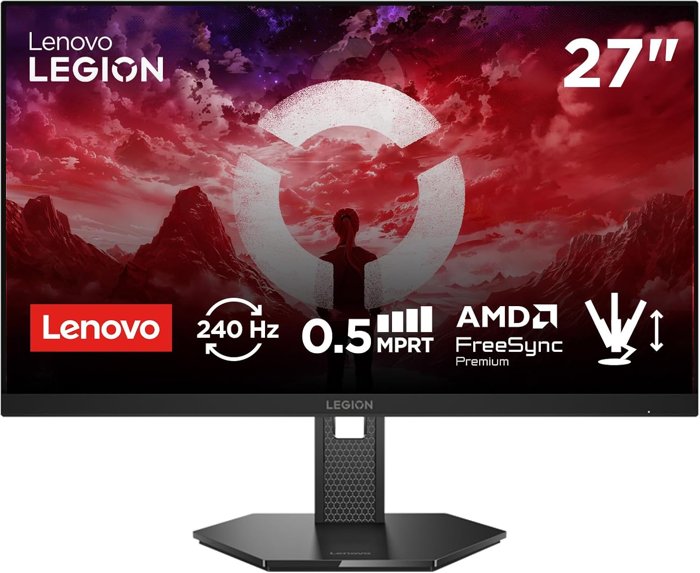 Lenovo
LEGION
27"
Lenovo
240 Hz
0.5 MPRT
AMD
FreeSync
Premium
LEGION
Lenovo